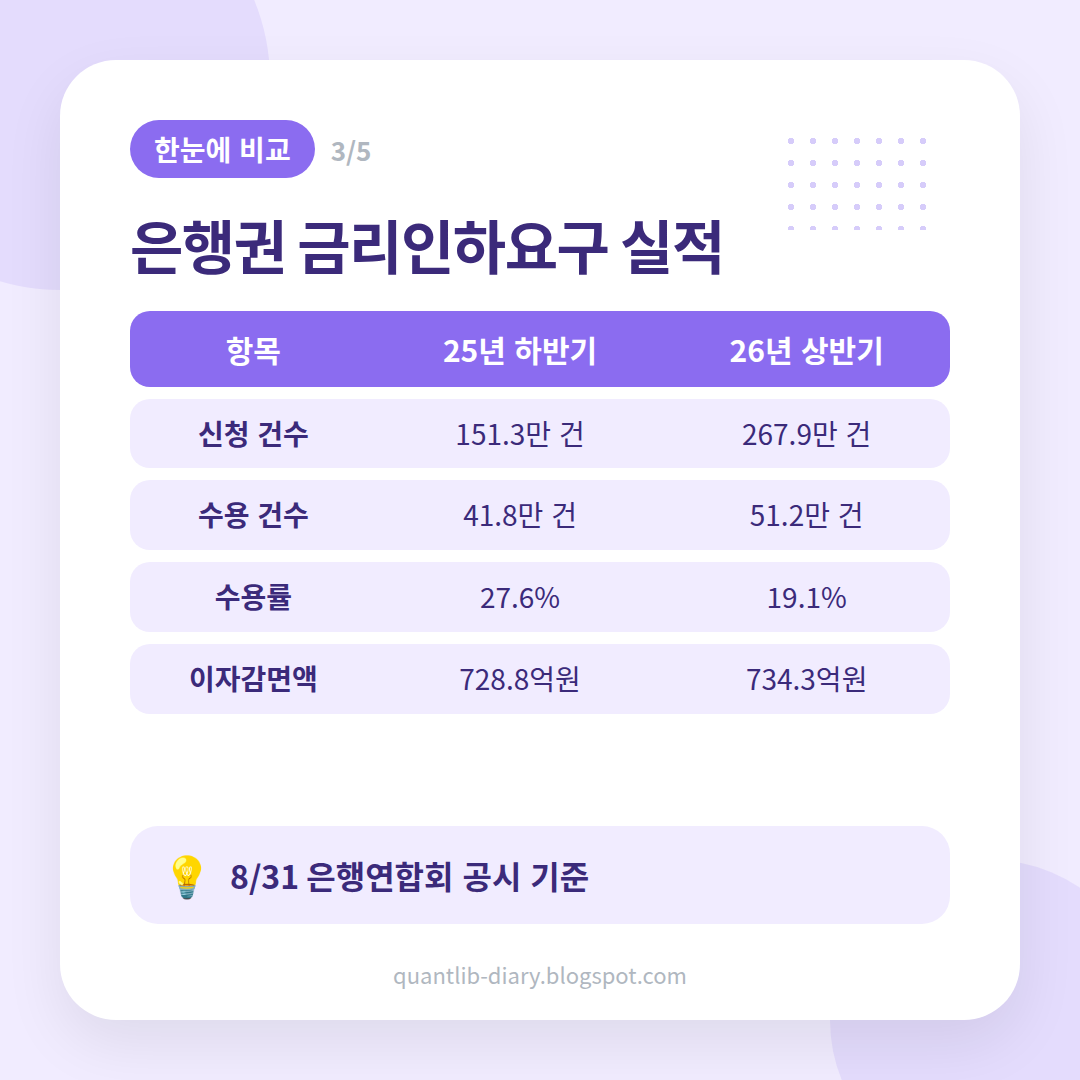 한눈에 비교 3/5
은행권 금리인하요구 실적
항목 25년 하반기 26년 상반기
신청 건수 151.3만 건 267.9만 건
수용 건수 41.8만 건 51.2만 건
수용률 27.6% 19.1%
이자감면액 728.8억원 734.3억원
💡 8/31 은행연합회 공시 기준
quantlib-diary.blogspot.com